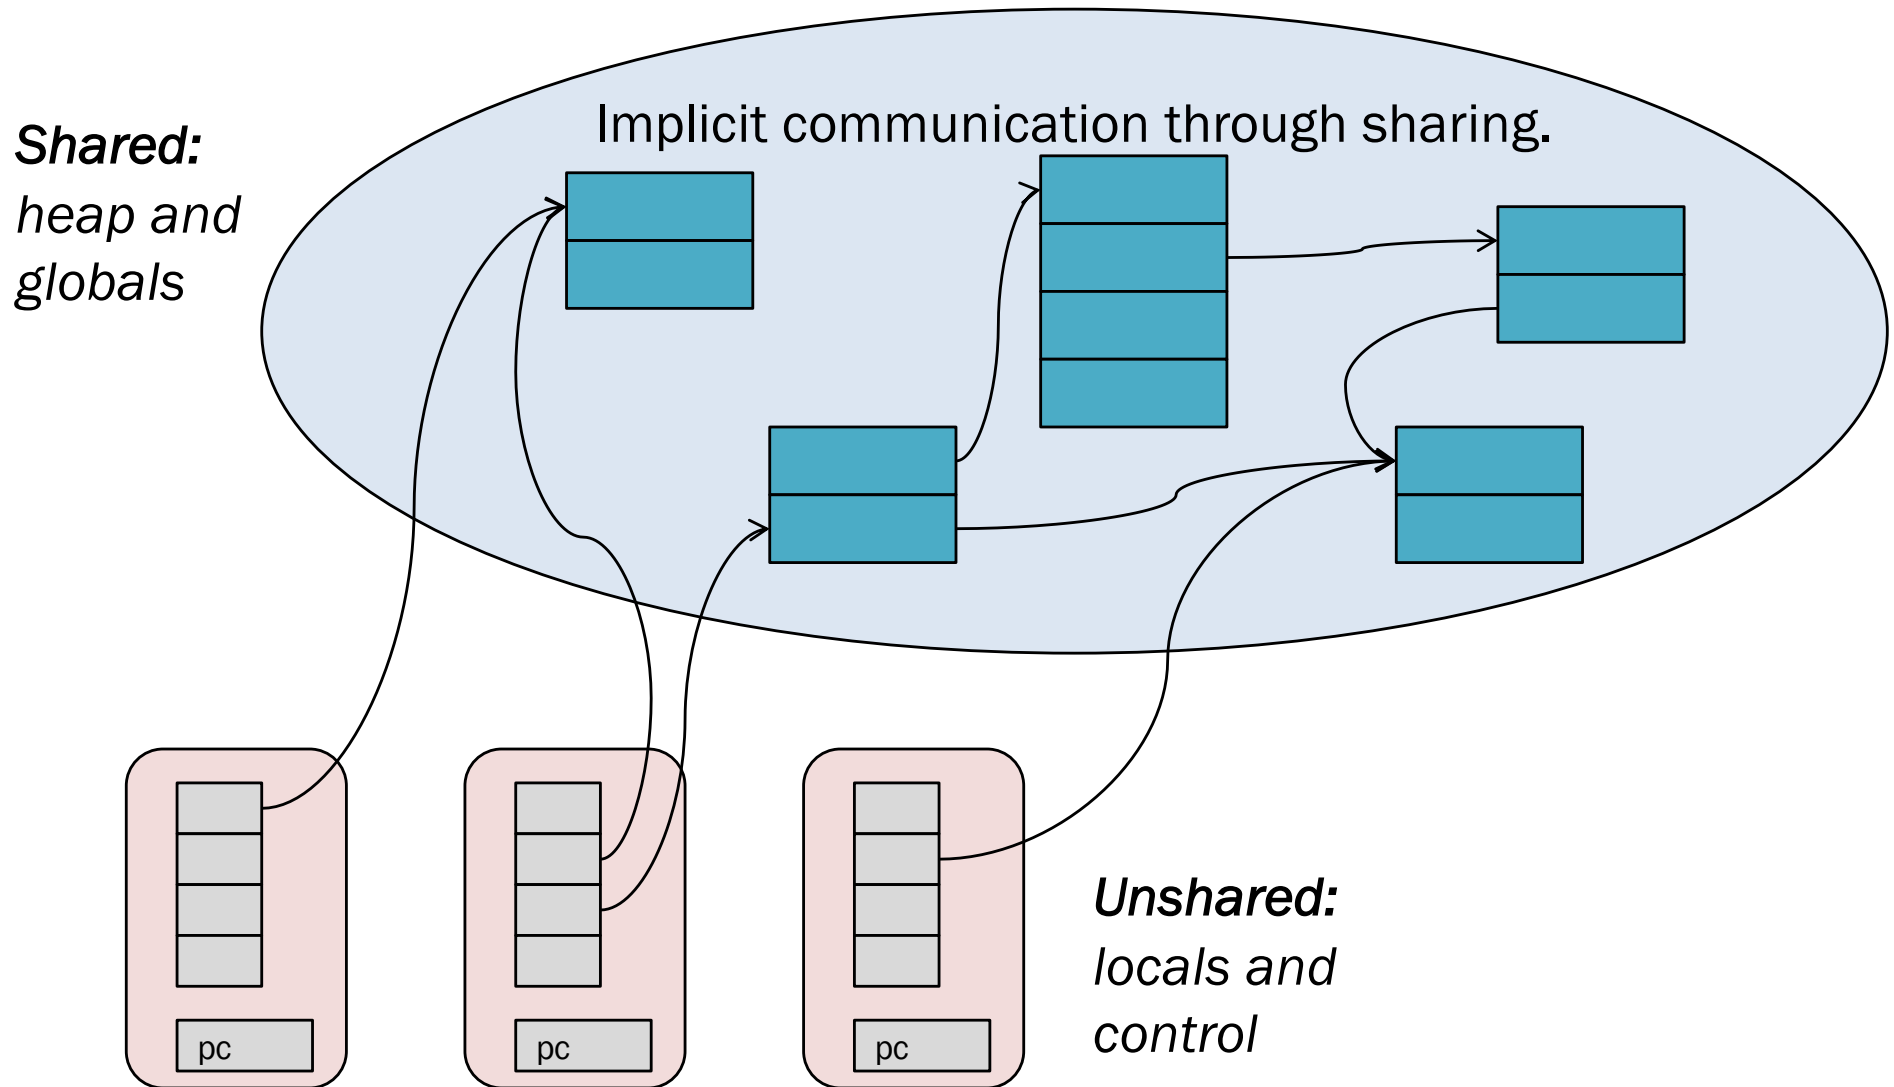 Implicit communication through sharing.
Shared:
heap and
globals
Unshared:
locals and
control
pc
pc
pc